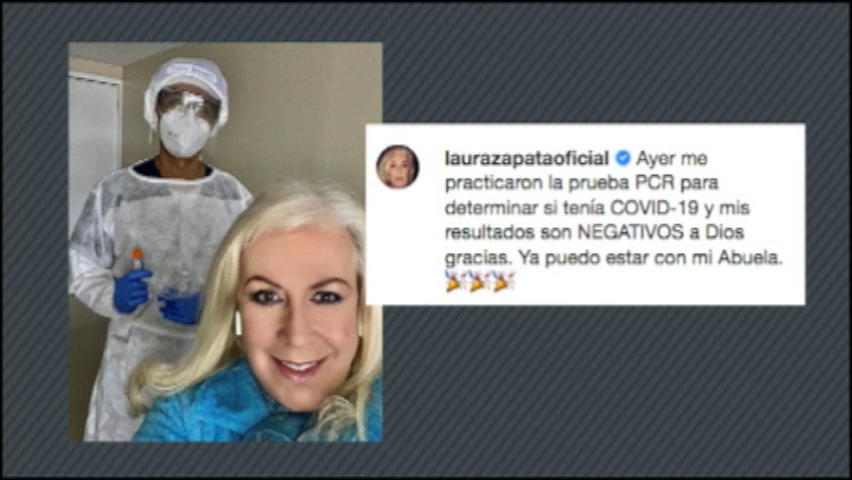 laurazapataoficial Ayer me
practicaron la prueba PCR para
determinar si tenía COVID-19 y mis
resultados son NEGATIVOS a Dios
gracias. Ya puedo estar con mi Abuela.
🎉🎉🎉